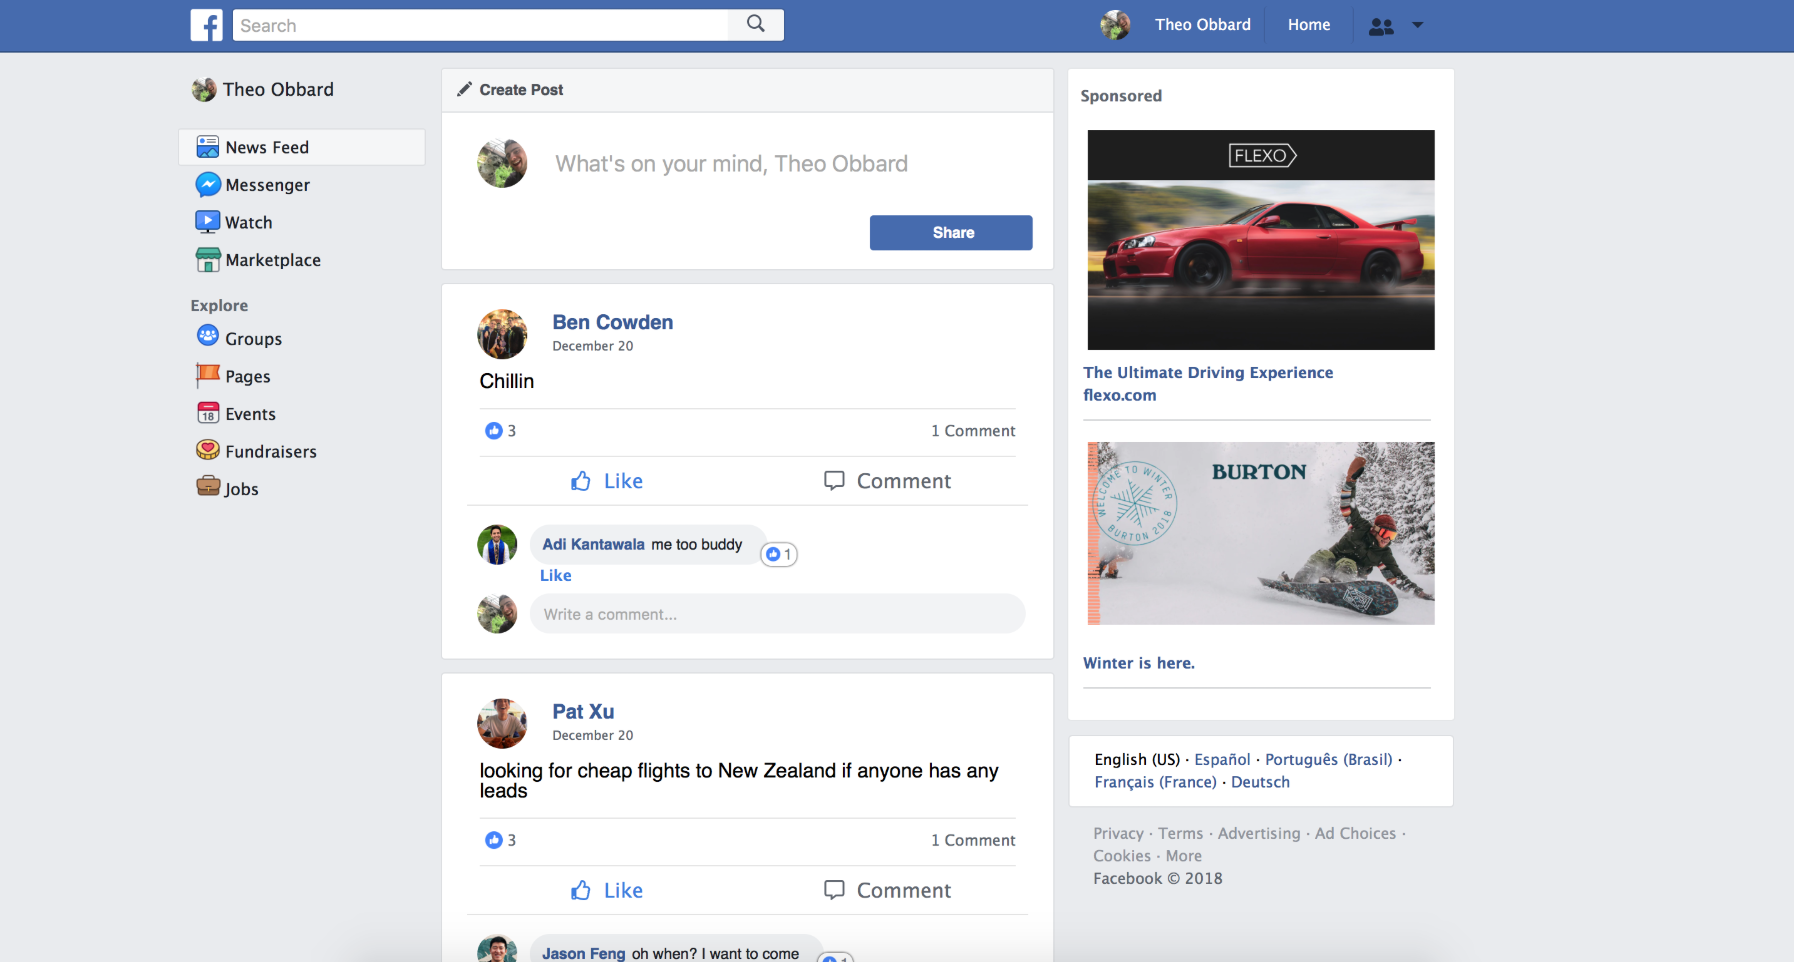 Search
Theo Obbard
Home
Theo Obbard
News Feed
Messenger
Watch
Marketplace
Explore
Groups
Pages
Events
18
Fundraisers
Jobs
Create Post
What's on your mind, Theo Obbard
Share
Ben Cowden
December 20
Chillin
3
1 Comment
Like
Comment
Adi Kantawala me too buddy
1
Like
Write a comment...
Pat Xu
December 20
looking for cheap flights to New Zealand if anyone has any
leads
3
1 Comment
Like
Comment
Jason Feng oh when? I want to come
1
Sponsored
FLEXO
The Ultimate Driving Experience
flexo.com
WELCOME TO WINTER
BURTON 2018
BURTON
Winter is here.
English (US) · Español · Português (Brasil) ·
Français (France) · Deutsch
Privacy · Terms · Advertising · Ad Choices ·
Cookies · More
Facebook © 2018